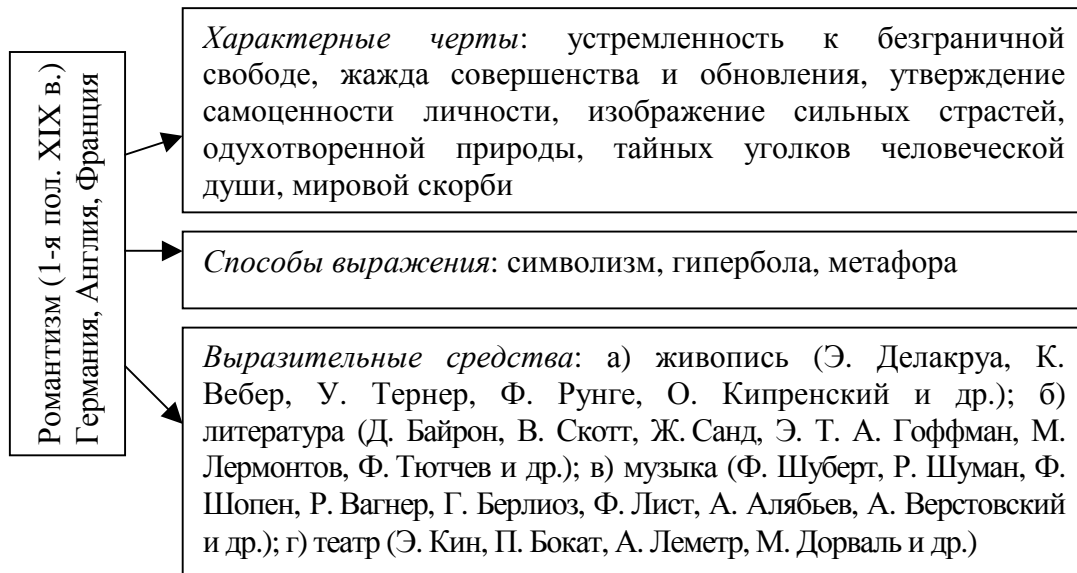 Романтизм (1-я пол. XIX в.)
Германия, Англия, Франция
Характерные черты: устремленность к безграничной
свободе, жажда совершенства и обновления, утверждение
самоценности личности, изображение сильных страстей,
одухотворенной природы, тайных уголков человеческой
души, мировой скорби
Способы выражения: символизм, гипербола, метафора
Выразительные средства: а) живопись (Э. Делакруа, К.
Вебер, У. Тернер, Ф. Рунге, О. Кипренский и др.); б)
литература (Д. Байрон, В. Скотт, Ж. Санд, Э. Т. А. Гоффман, М.
Лермонтов, Ф. Тютчев и др.); в) музыка (Ф. Шуберт, Р. Шуман, Ф.
Шопен, Р. Вагнер, Г. Берлиоз, Ф. Лист, А. Алябьев, А. Верстовский
и др.); г) театр (Э. Кин, П. Бокат, А. Леметр, М. Дорваль и др.)